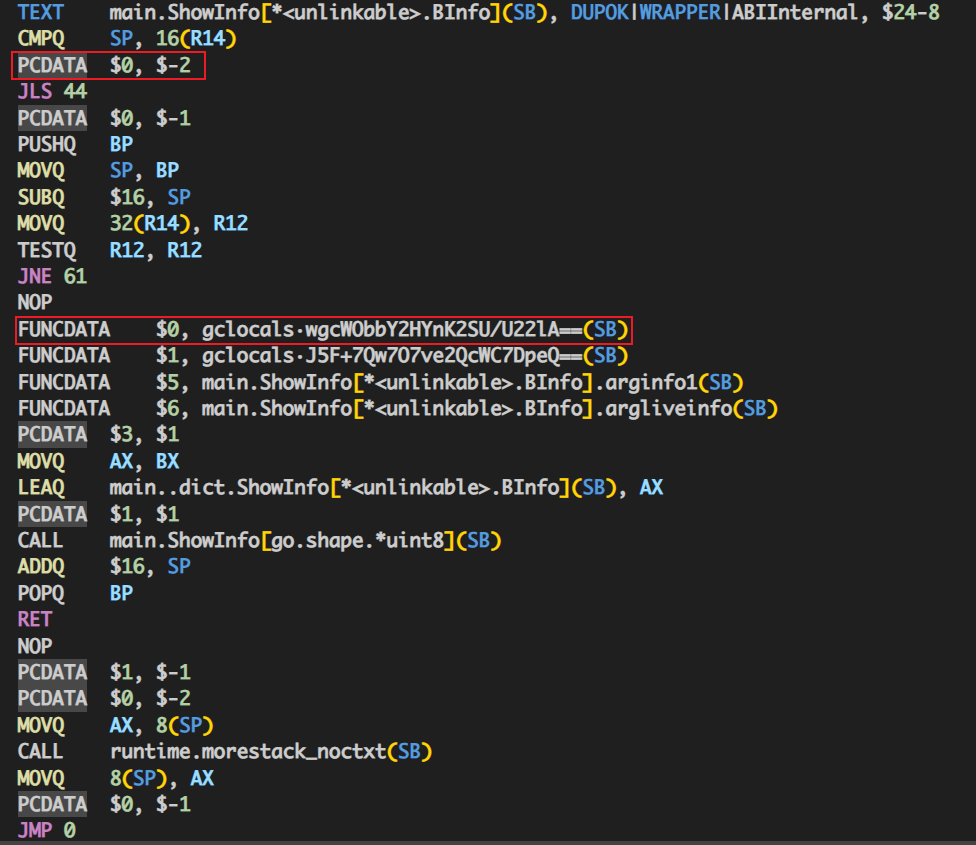 TEXT main.ShowInfo[*<unlinkable>.BInfo](SB), DUPOK|WRAPPER|ABIInternal, $24-8
CMPQ SP, 16(R14)
PCDATA $0, $-2
JLS 44
PCDATA $0, $-1
PUSHQ BP
MOVQ SP, BP
SUBQ $16, SP
MOVQ 32(R14), R12
TESTQ R12, R12
JNE 61
NOP
FUNCDATA $0, gclocals·wgcWObbY2HYnK2SU/U22lA==(SB)
FUNCDATA $1, gclocals·J5F+7Qw7O7ve2QcWC7DpeQ==(SB)
FUNCDATA $5, main.ShowInfo[*<unlinkable>.BInfo].arginfo1(SB)
FUNCDATA $6, main.ShowInfo[*<unlinkable>.BInfo].argliveinfo(SB)
PCDATA $3, $1
MOVQ AX, BX
LEAQ main..dict.ShowInfo[*<unlinkable>.BInfo](SB), AX
PCDATA $1, $1
CALL main.ShowInfo[go.shape.*uint8](SB)
ADDQ $16, SP
POPQ BP
RET
NOP
PCDATA $1, $-1
PCDATA $0, $-2
MOVQ AX, 8(SP)
CALL runtime.morestack_noctxt(SB)
MOVQ 8(SP), AX
PCDATA $0, $-1
JMP 0